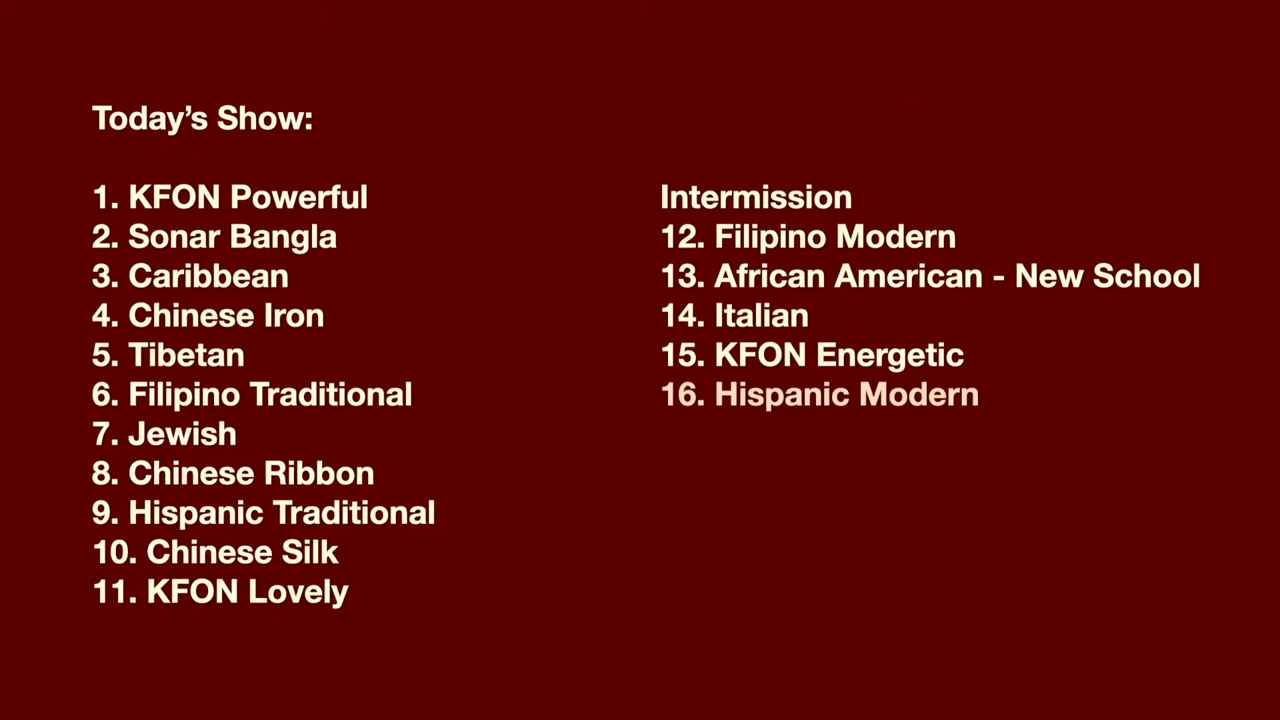 Today’s Show:
1. KFON Powerful
2. Sonar Bangla
3. Caribbean
4. Chinese Iron
5. Tibetan
6. Filipino Traditional
7. Jewish
8. Chinese Ribbon
9. Hispanic Traditional
10. Chinese Silk
11. KFON Lovely
Intermission
12. Filipino Modern
13. African American - New School
14. Italian
15. KFON Energetic
16. Hispanic Modern